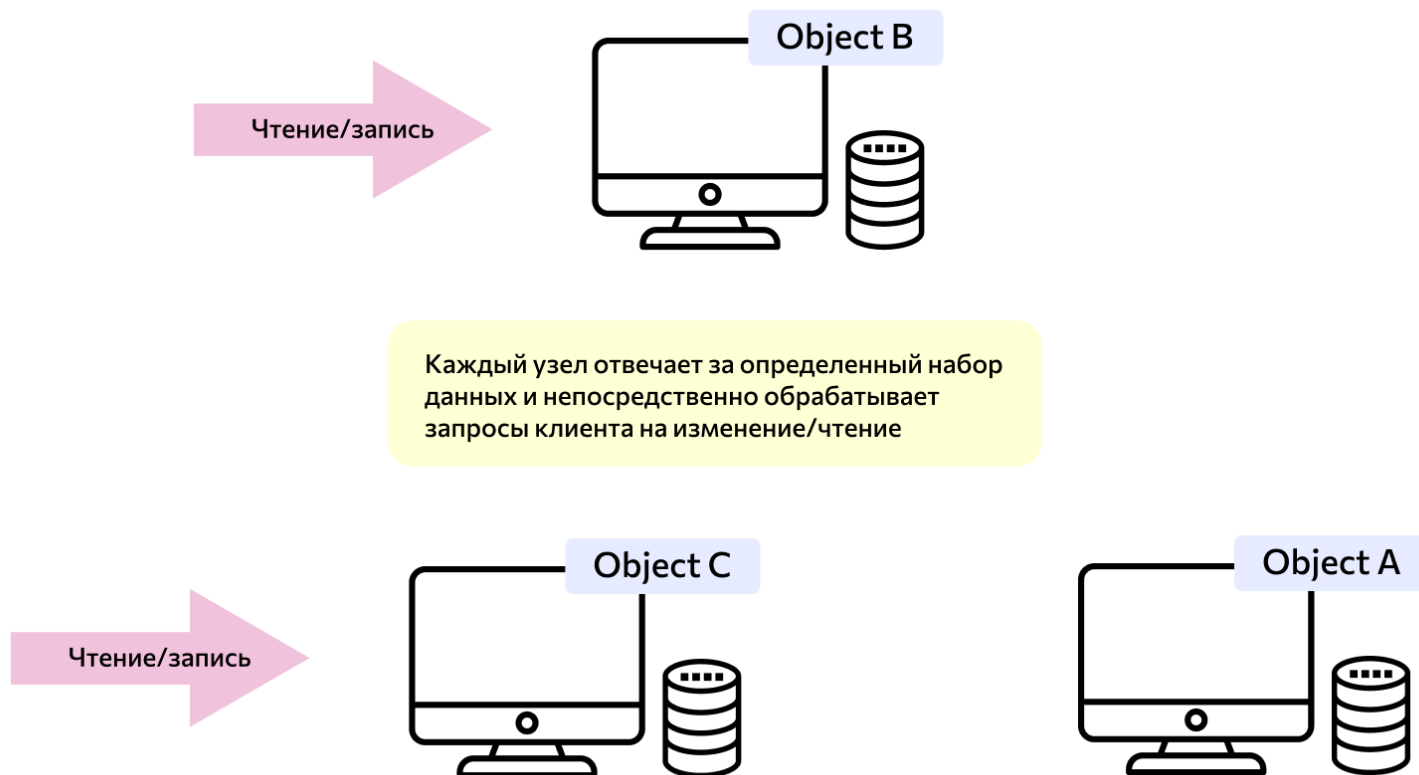 Object B
Чтение/запись
Каждый узел отвечает за определенный набор
данных и непосредственно обрабатывает
запросы клиента на изменение/чтение
Object C
Object A
Чтение/запись